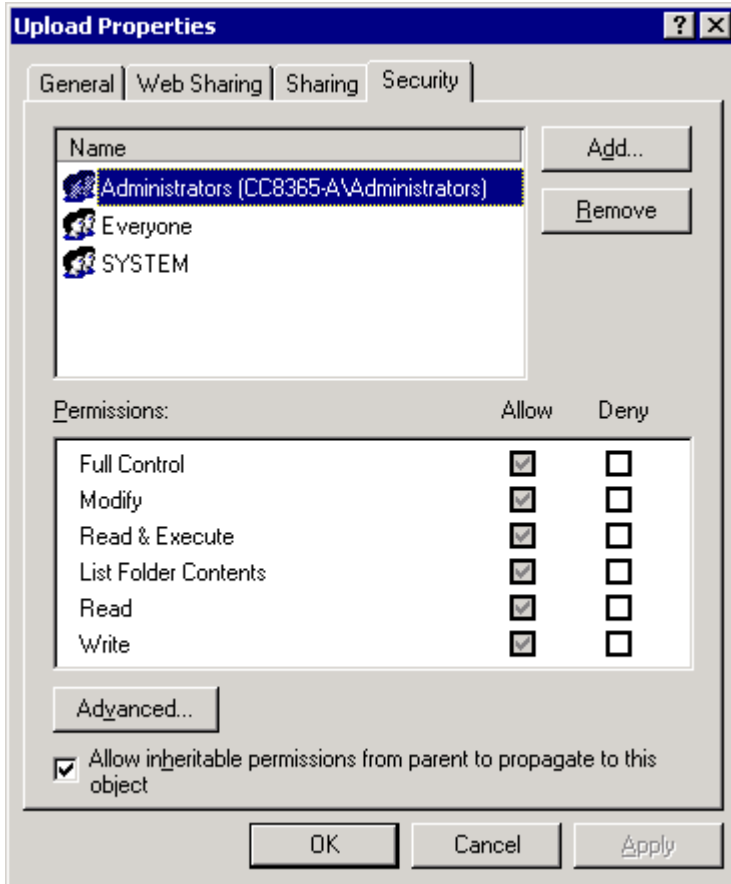 Upload Properties
General Web Sharing Sharing Security
Name
Administrators (CC8365-A\Administrators)
Everyone
SYSTEM
Add...
Remove
Permissions: Allow Deny
Full Control
Modify
Read & Execute
List Folder Contents
Read
Write
Advanced...
Allow inheritable permissions from parent to propagate to this
object
OK Cancel Apply